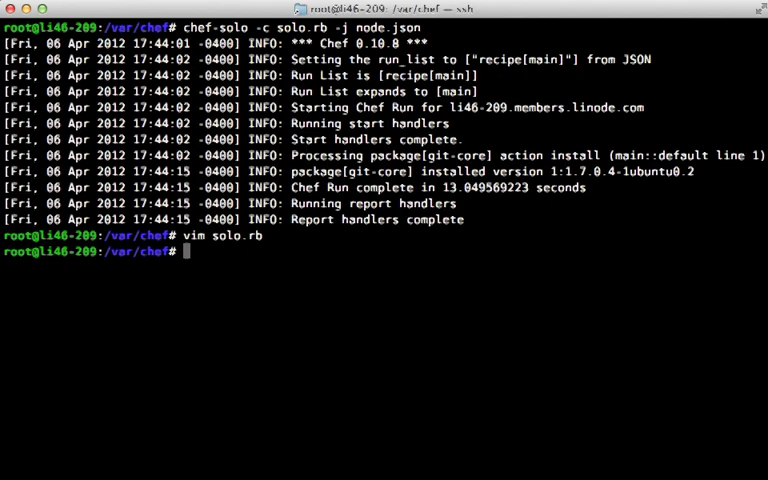 root@li46-209: /var/chef — ssh
root@li46-209:/var/chef# chef-solo -c solo.rb -j node.json
[Fri, 06 Apr 2012 17:44:01 -0400] INFO: *** Chef 0.10.8 ***
[Fri, 06 Apr 2012 17:44:02 -0400] INFO: Setting the run_list to ["recipe[main]"] from JSON
[Fri, 06 Apr 2012 17:44:02 -0400] INFO: Run List is [recipe[main]]
[Fri, 06 Apr 2012 17:44:02 -0400] INFO: Run List expands to [main]
[Fri, 06 Apr 2012 17:44:02 -0400] INFO: Starting Chef Run for li46-209.members.linode.com
[Fri, 06 Apr 2012 17:44:02 -0400] INFO: Running start handlers
[Fri, 06 Apr 2012 17:44:02 -0400] INFO: Start handlers complete.
[Fri, 06 Apr 2012 17:44:02 -0400] INFO: Processing package[git-core] action install (main::default line 1)
[Fri, 06 Apr 2012 17:44:15 -0400] INFO: package[git-core] installed version 1:1.7.0.4-1ubuntu0.2
[Fri, 06 Apr 2012 17:44:15 -0400] INFO: Chef Run complete in 13.049569223 seconds
[Fri, 06 Apr 2012 17:44:15 -0400] INFO: Running report handlers
[Fri, 06 Apr 2012 17:44:15 -0400] INFO: Report handlers complete
root@li46-209:/var/chef# vim solo.rb
root@li46-209:/var/chef#